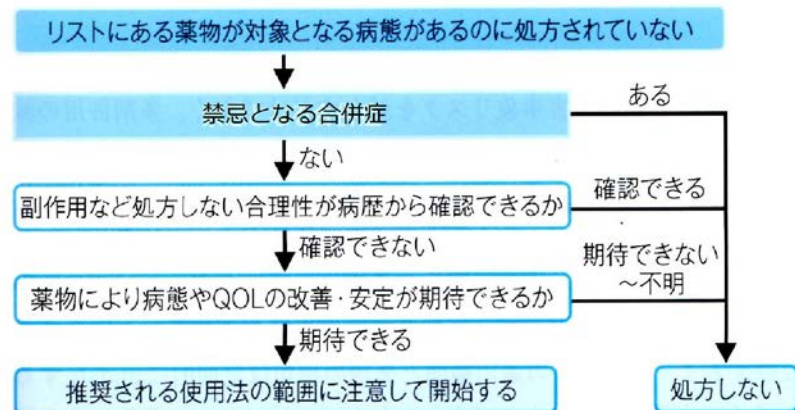 リストにある薬物が対象となる病態があるのに処方されていない
禁忌となる合併症
ある
ない
副作用など処方しない合理性が病歴から確認できるか
確認できる
確認できない
期待できない
～不明
薬物により病態やQOLの改善・安定が期待できるか
期待できる
推奨される使用法の範囲に注意して開始する
処方しない